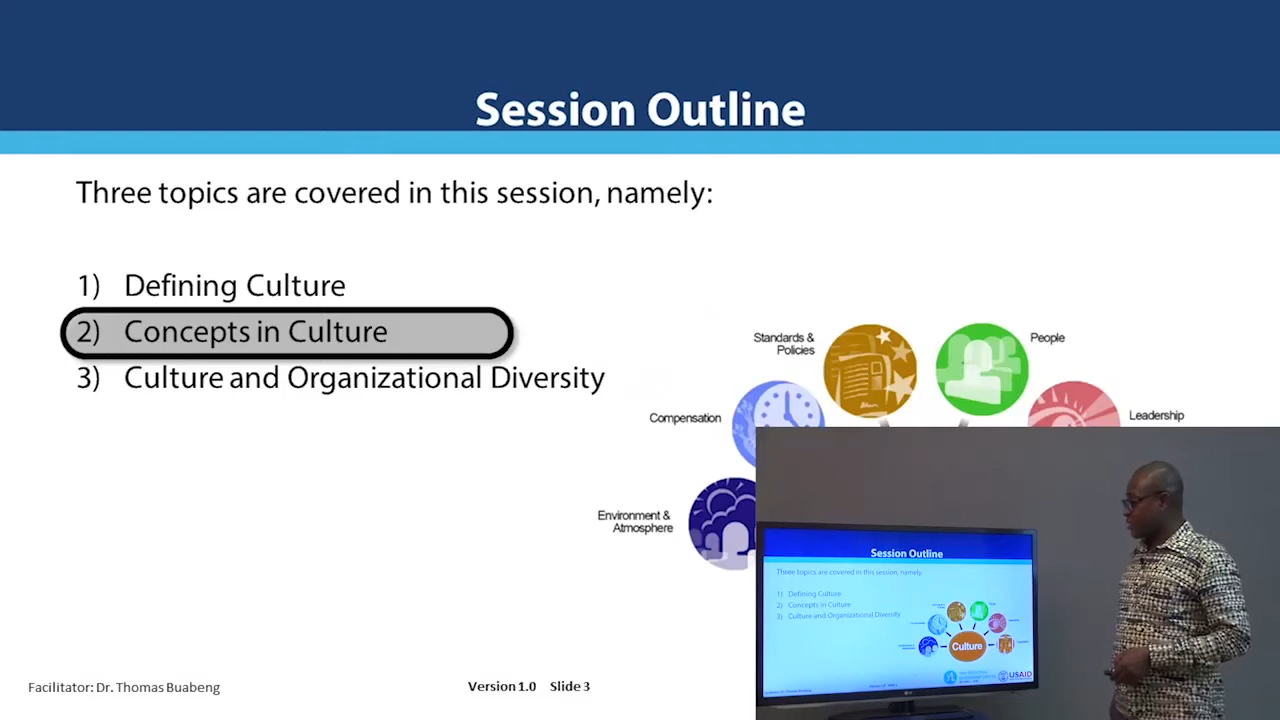 Session Outline
Three topics are covered in this session, namely:
1) Defining Culture
2) Concepts in Culture
3) Culture and Organizational Diversity
Standards &
Policies
People
Compensation
Leadership
Environment &
Atmosphere
Session Outline
Three topics are covered in this session, namely:
1) Defining Culture
2) Concepts in Culture
3) Culture and Organizational Diversity
Culture
USAID
LG
Facilitator: Dr. Thomas Buabeng
Version 1.0 Slide 3